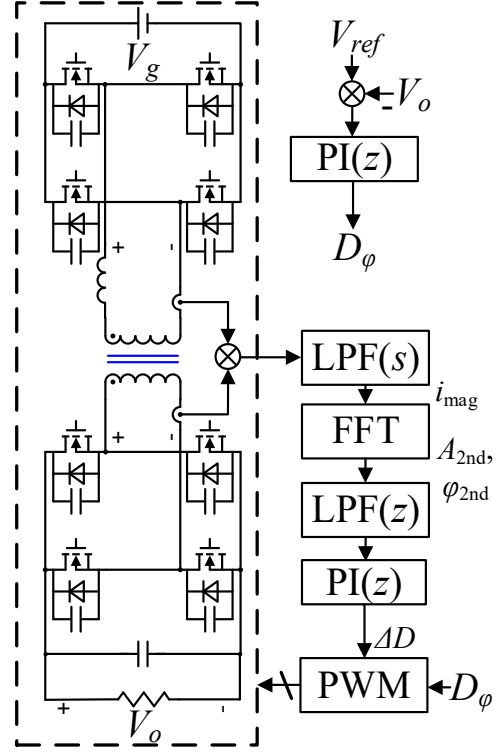 V_g
V_ref
-V_o
PI(z)
D_φ
+ -
LPF(s)
i_mag
FFT
A_2nd,
φ_2nd
LPF(z)
+ -
PI(z)
ΔD
PWM
D_φ
+ -
V_o